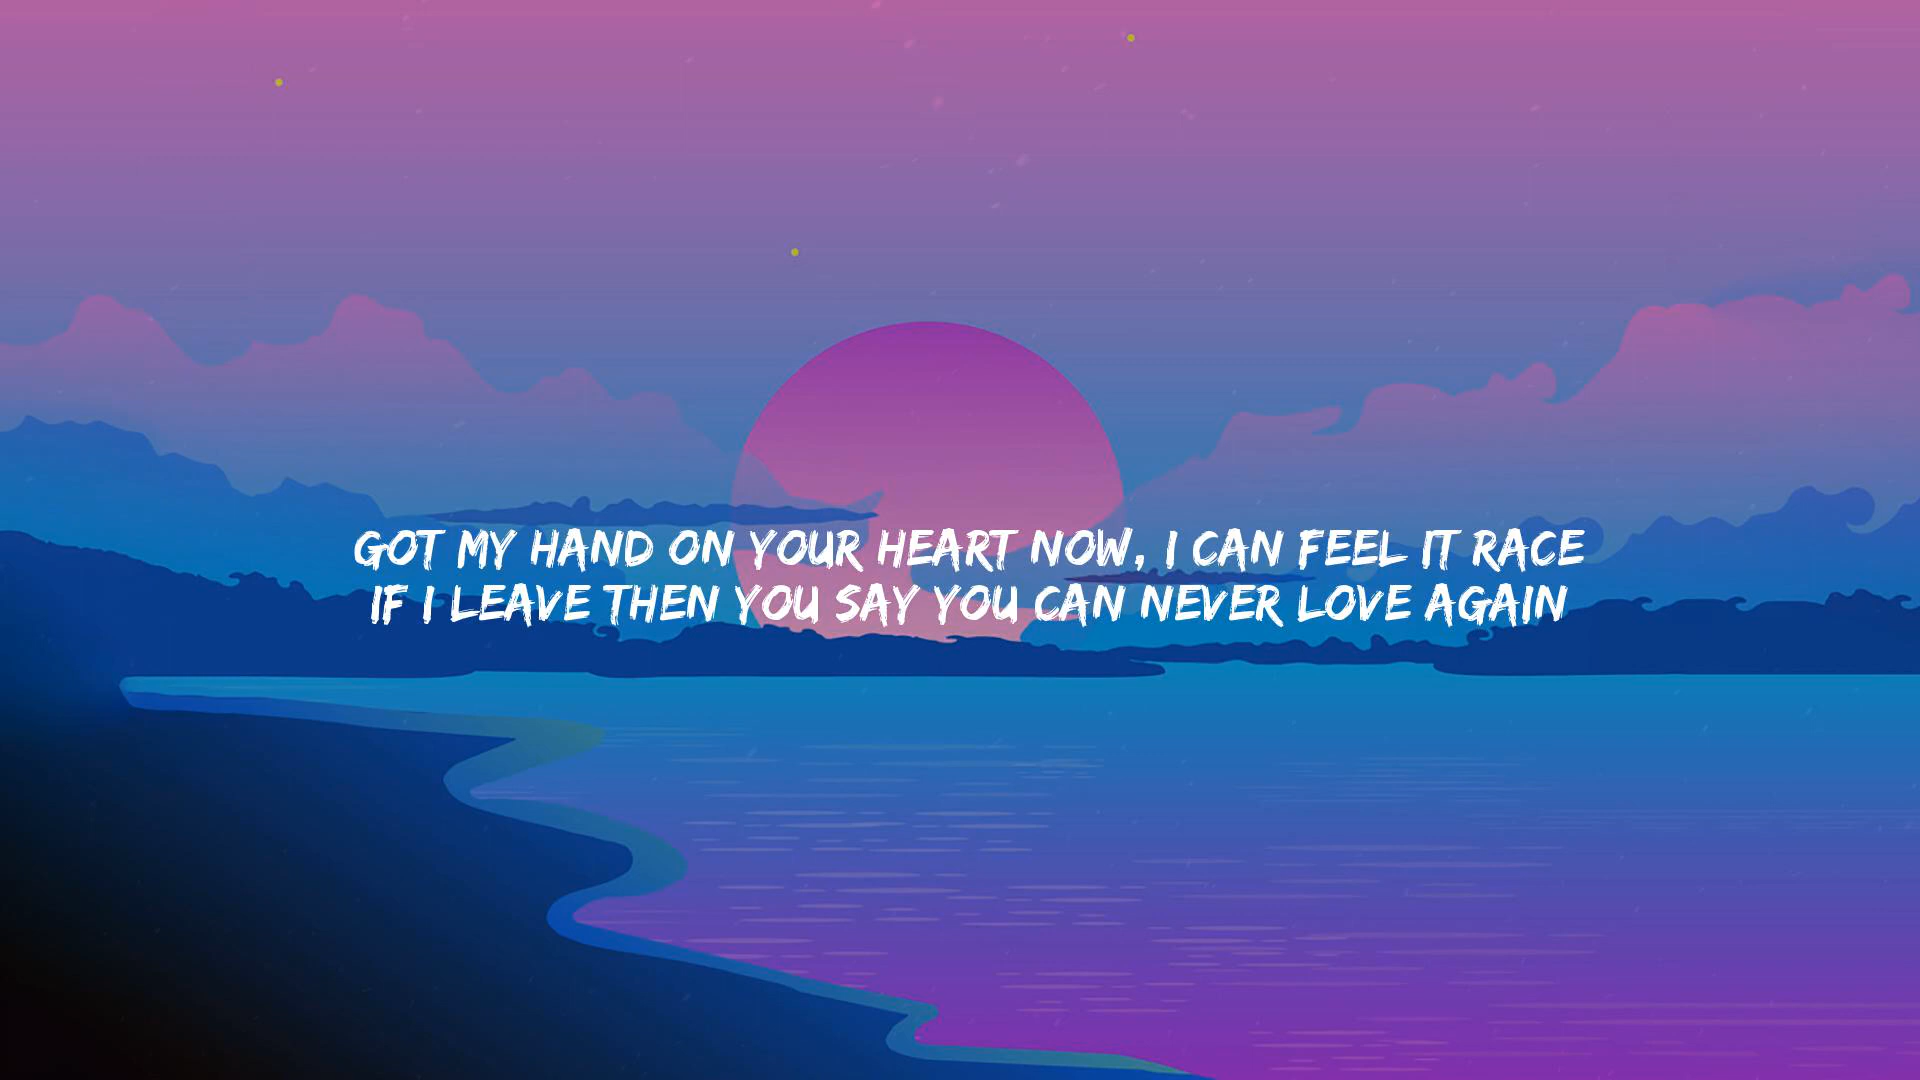 GOT MY HAND ON YOUR HEART NOW, I CAN FEEL IT RACE
IF I LEAVE THEN YOU SAY YOU CAN NEVER LOVE AGAIN